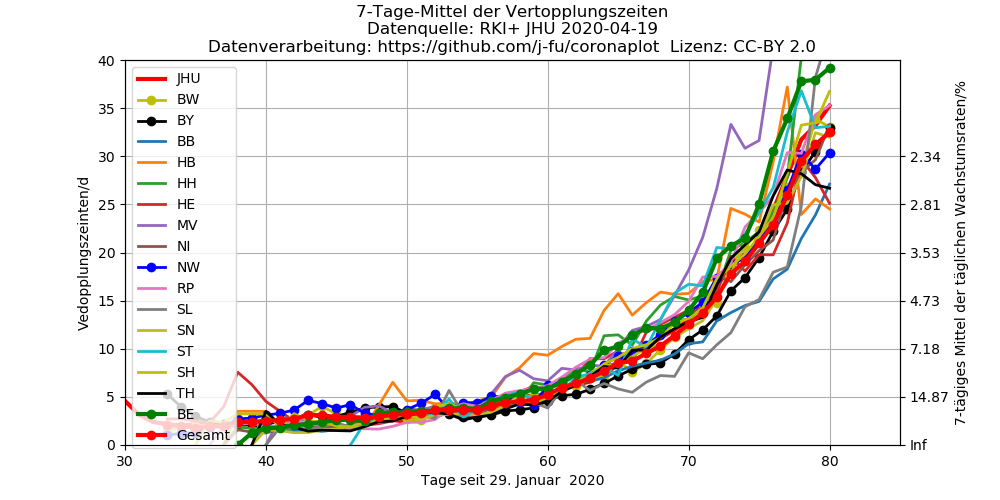 7-Tage-Mittel der Vertopplungszeiten
Datenquelle: RKI+ JHU 2020-04-19
Datenverarbeitung: https://github.com/j-fu/coronaplot  Lizenz: CC-BY 2.0
40
35
30
25
20
15
10
5
0
Vedopplungszeinten/d
JHU
BW
BY
BB
HB
HH
HE
MV
NI
NW
RP
SL
SN
ST
SH
TH
BE
Gesamt
2.34
2.81
3.53
4.73
7.18
14.87
Inf
7-tägiges Mittel der täglichen Wachstumsraten/%
30
40
50
60
70
80
Tage seit 29. Januar  2020